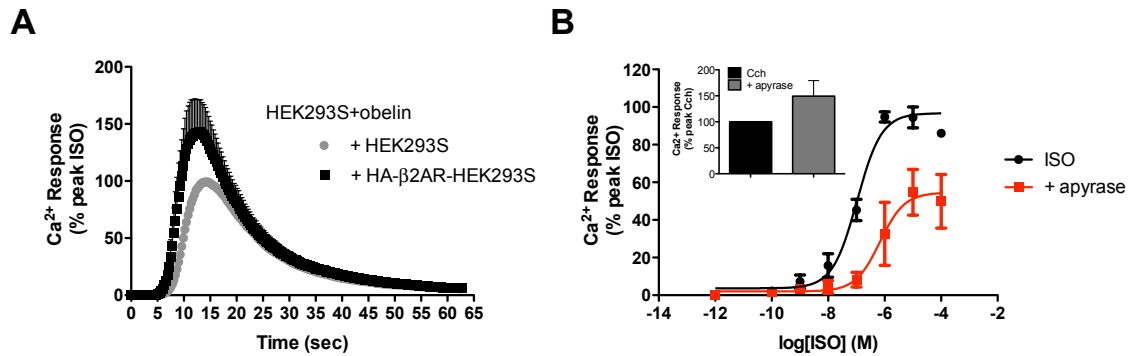 A
Ca²⁺ Response
(% peak ISO)
200
150
100
50
0
0 5 10 15 20 25 30 35 40 45 50 55 60 65
Time (sec)
HEK293S+obelin
+ HEK293S
+ HA-β2AR-HEK293S
B
Ca²⁺ Response
(% peak ISO)
120
100
80
60
40
20
0
-14 -12 -10 -8 -6 -4 -2
log[ISO] (M)
Ca2+ Response
(% peak Cch)
200
150
100
50
0
Cch
+ apyrase
ISO
+ apyrase